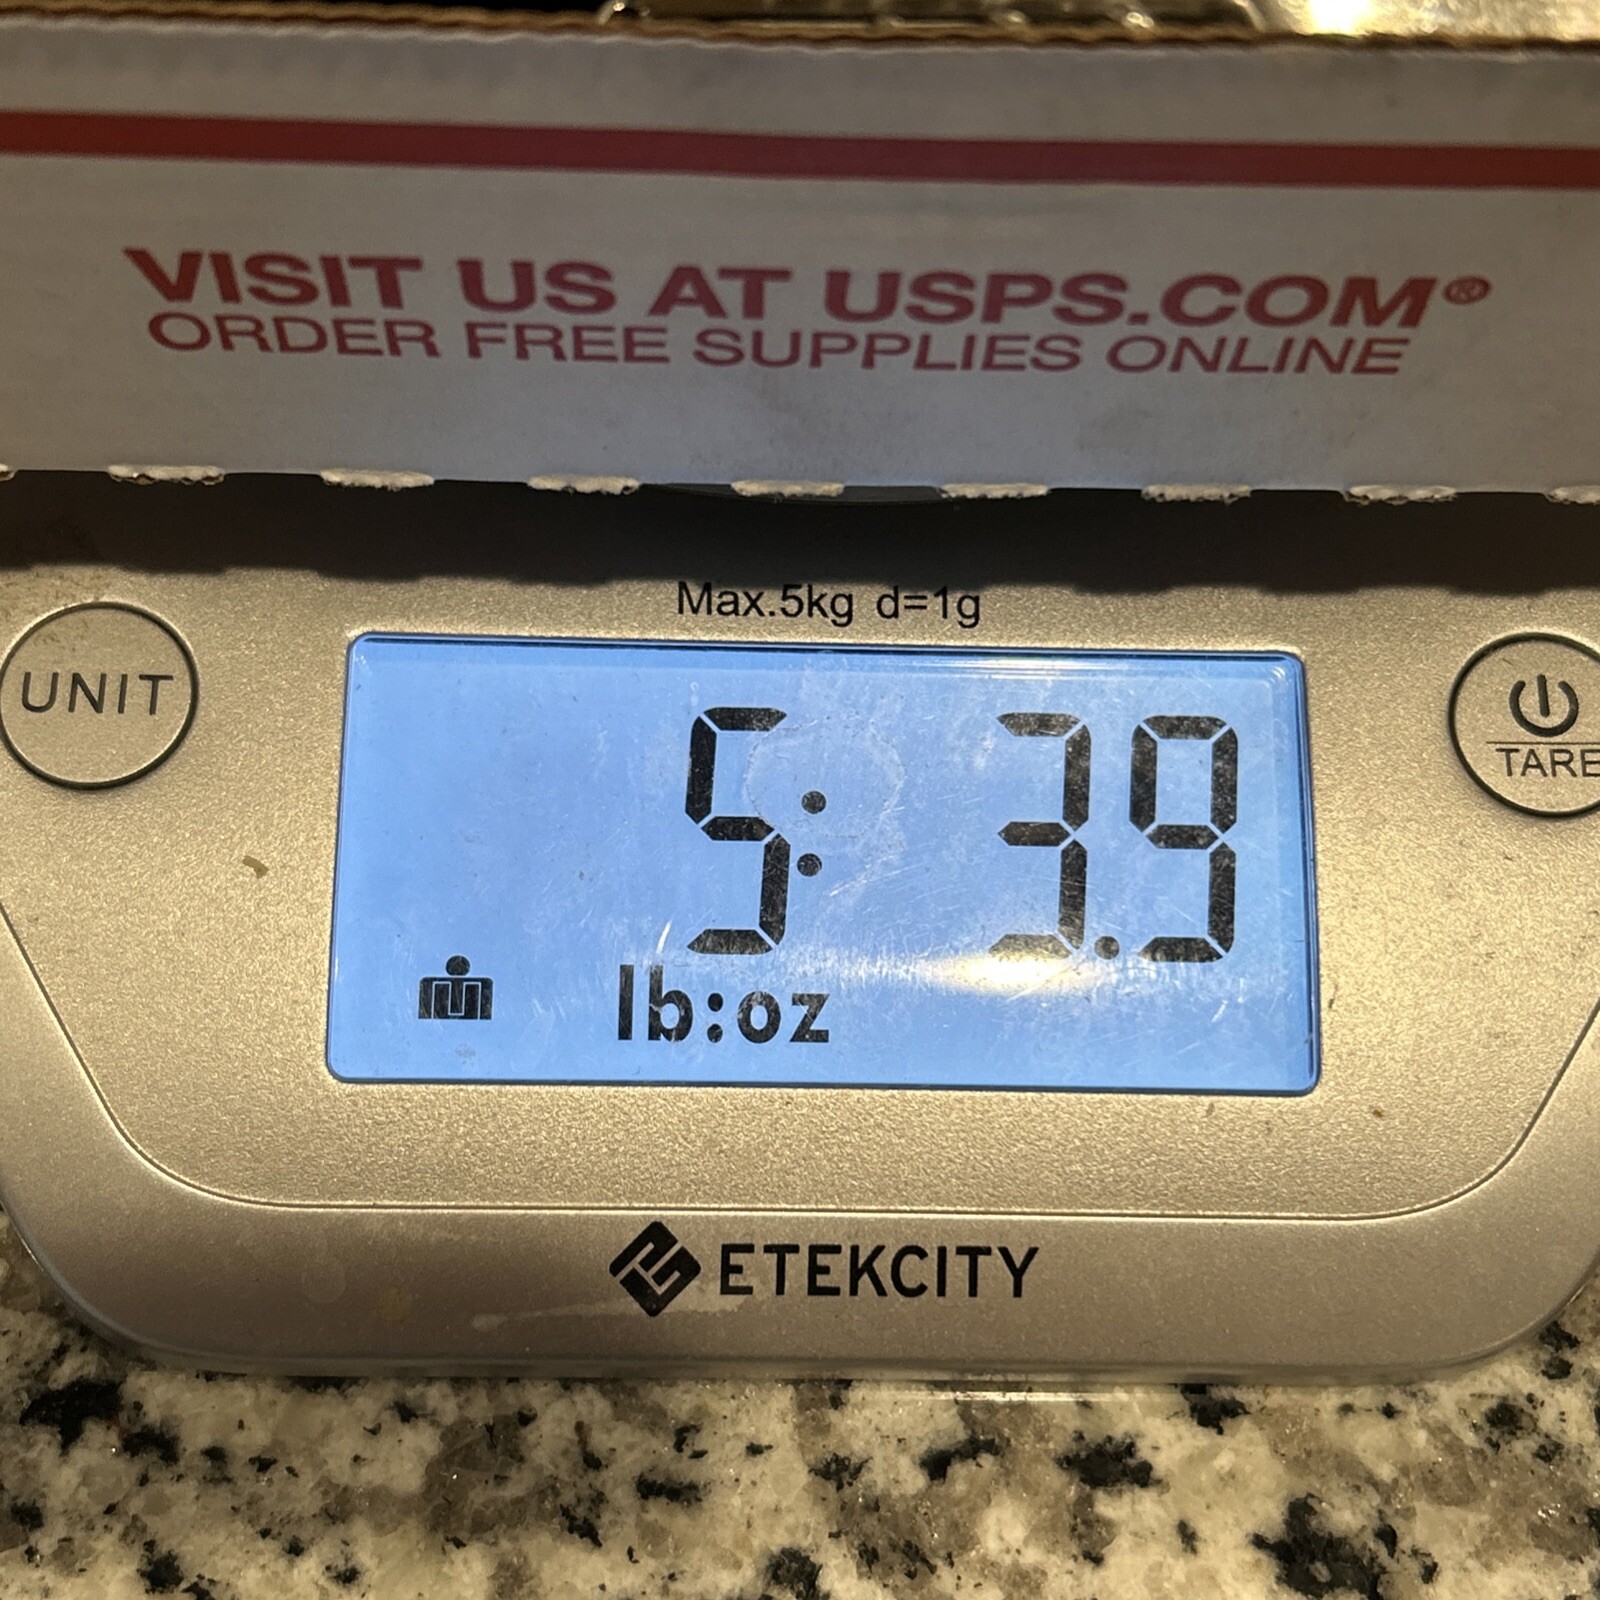 VISIT US AT USPS.COM®
ORDER FREE SUPPLIES ONLINE
Max.5kg d=1g
UNIT
5: 3.9
lb:oz
TARE
ETEKCITY